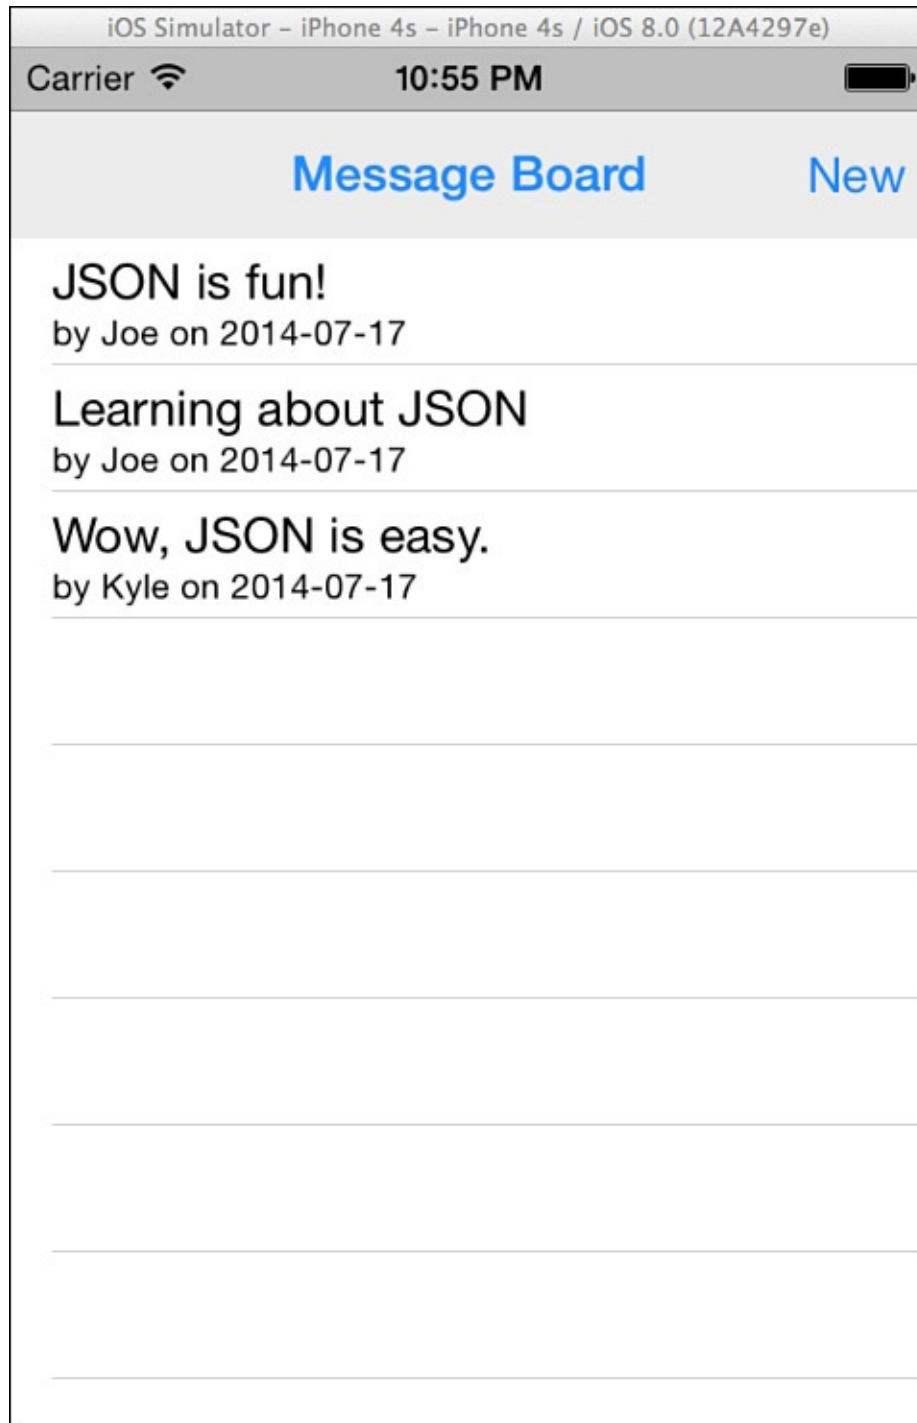 iOS Simulator – iPhone 4s – iPhone 4s / iOS 8.0 (12A4297e)
Carrier 10:55 PM
Message Board New
JSON is fun!
by Joe on 2014-07-17
Learning about JSON
by Joe on 2014-07-17
Wow, JSON is easy.
by Kyle on 2014-07-17